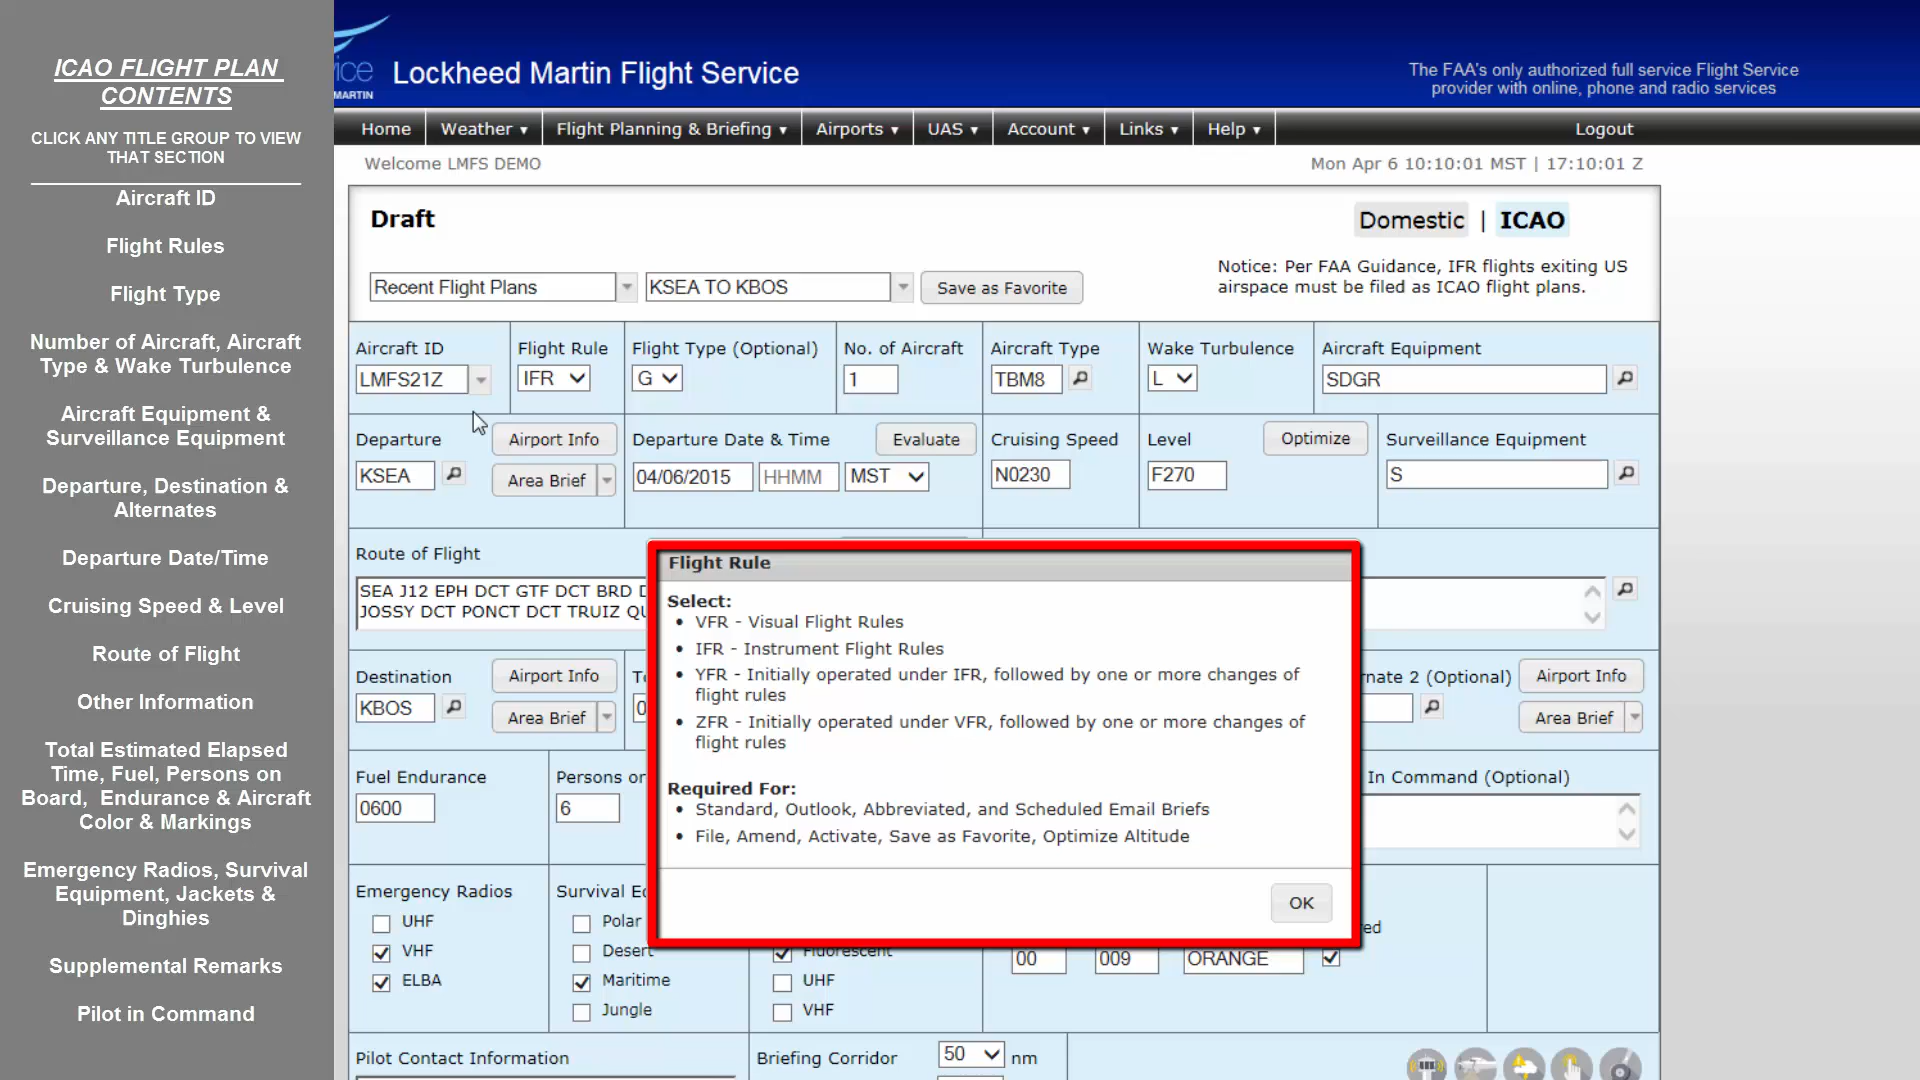 ICAO FLIGHT PLAN
CONTENTS
CLICK ANY TITLE GROUP TO VIEW
THAT SECTION
Aircraft ID
Flight Rules
Flight Type
Number of Aircraft, Aircraft
Type & Wake Turbulence
Aircraft Equipment &
Surveillance Equipment
Departure, Destination &
Alternates
Departure Date/Time
Cruising Speed & Level
Route of Flight
Other Information
Total Estimated Elapsed
Time, Fuel, Persons on
Board, Endurance & Aircraft
Color & Markings
Emergency Radios, Survival
Equipment, Jackets &
Dinghies
Supplemental Remarks
Pilot in Command
ice
MARTIN
Lockheed Martin Flight Service
The FAA's only authorized full service Flight Service
provider with online, phone and radio services
Home Weather Flight Planning & Briefing Airports UAS Account Links Help Logout
Welcome LMFS DEMO
Mon Apr 6 10:10:01 MST | 17:10:01 Z
Draft
Domestic | ICAO
Recent Flight Plans KSEA TO KBOS Save as Favorite
Notice: Per FAA Guidance, IFR flights exiting US
airspace must be filed as ICAO flight plans.
Aircraft ID Flight Rule Flight Type (Optional) No. of Aircraft Aircraft Type Wake Turbulence Aircraft Equipment
LMFS21Z IFR G 1 TBM8 L SDGR
Departure Airport Info Departure Date & Time Evaluate Cruising Speed Level Optimize Surveillance Equipment
KSEA Area Brief 04/06/2015 HHMM MST N0230 F270 S
Route of Flight
SEA J12 EPH DCT GTF DCT BRD D
JOSSY DCT PONCT DCT TRUIZ QU
Flight Rule
Select:
• VFR - Visual Flight Rules
• IFR - Instrument Flight Rules
• YFR - Initially operated under IFR, followed by one or more changes of
flight rules
• ZFR - Initially operated under VFR, followed by one or more changes of
flight rules
Required For:
• Standard, Outlook, Abbreviated, and Scheduled Email Briefs
• File, Amend, Activate, Save as Favorite, Optimize Altitude
OK
Destination Airport Info To nate 2 (Optional) Airport Info
KBOS Area Brief 0 Area Brief
Fuel Endurance Persons or In Command (Optional)
0600 6
Emergency Radios Survival Eq
UHF Polar ed
VHF Desert Fluorescent 00 009 ORANGE
ELBA Maritime UHF
Jungle VHF
Pilot Contact Information Briefing Corridor 50 nm